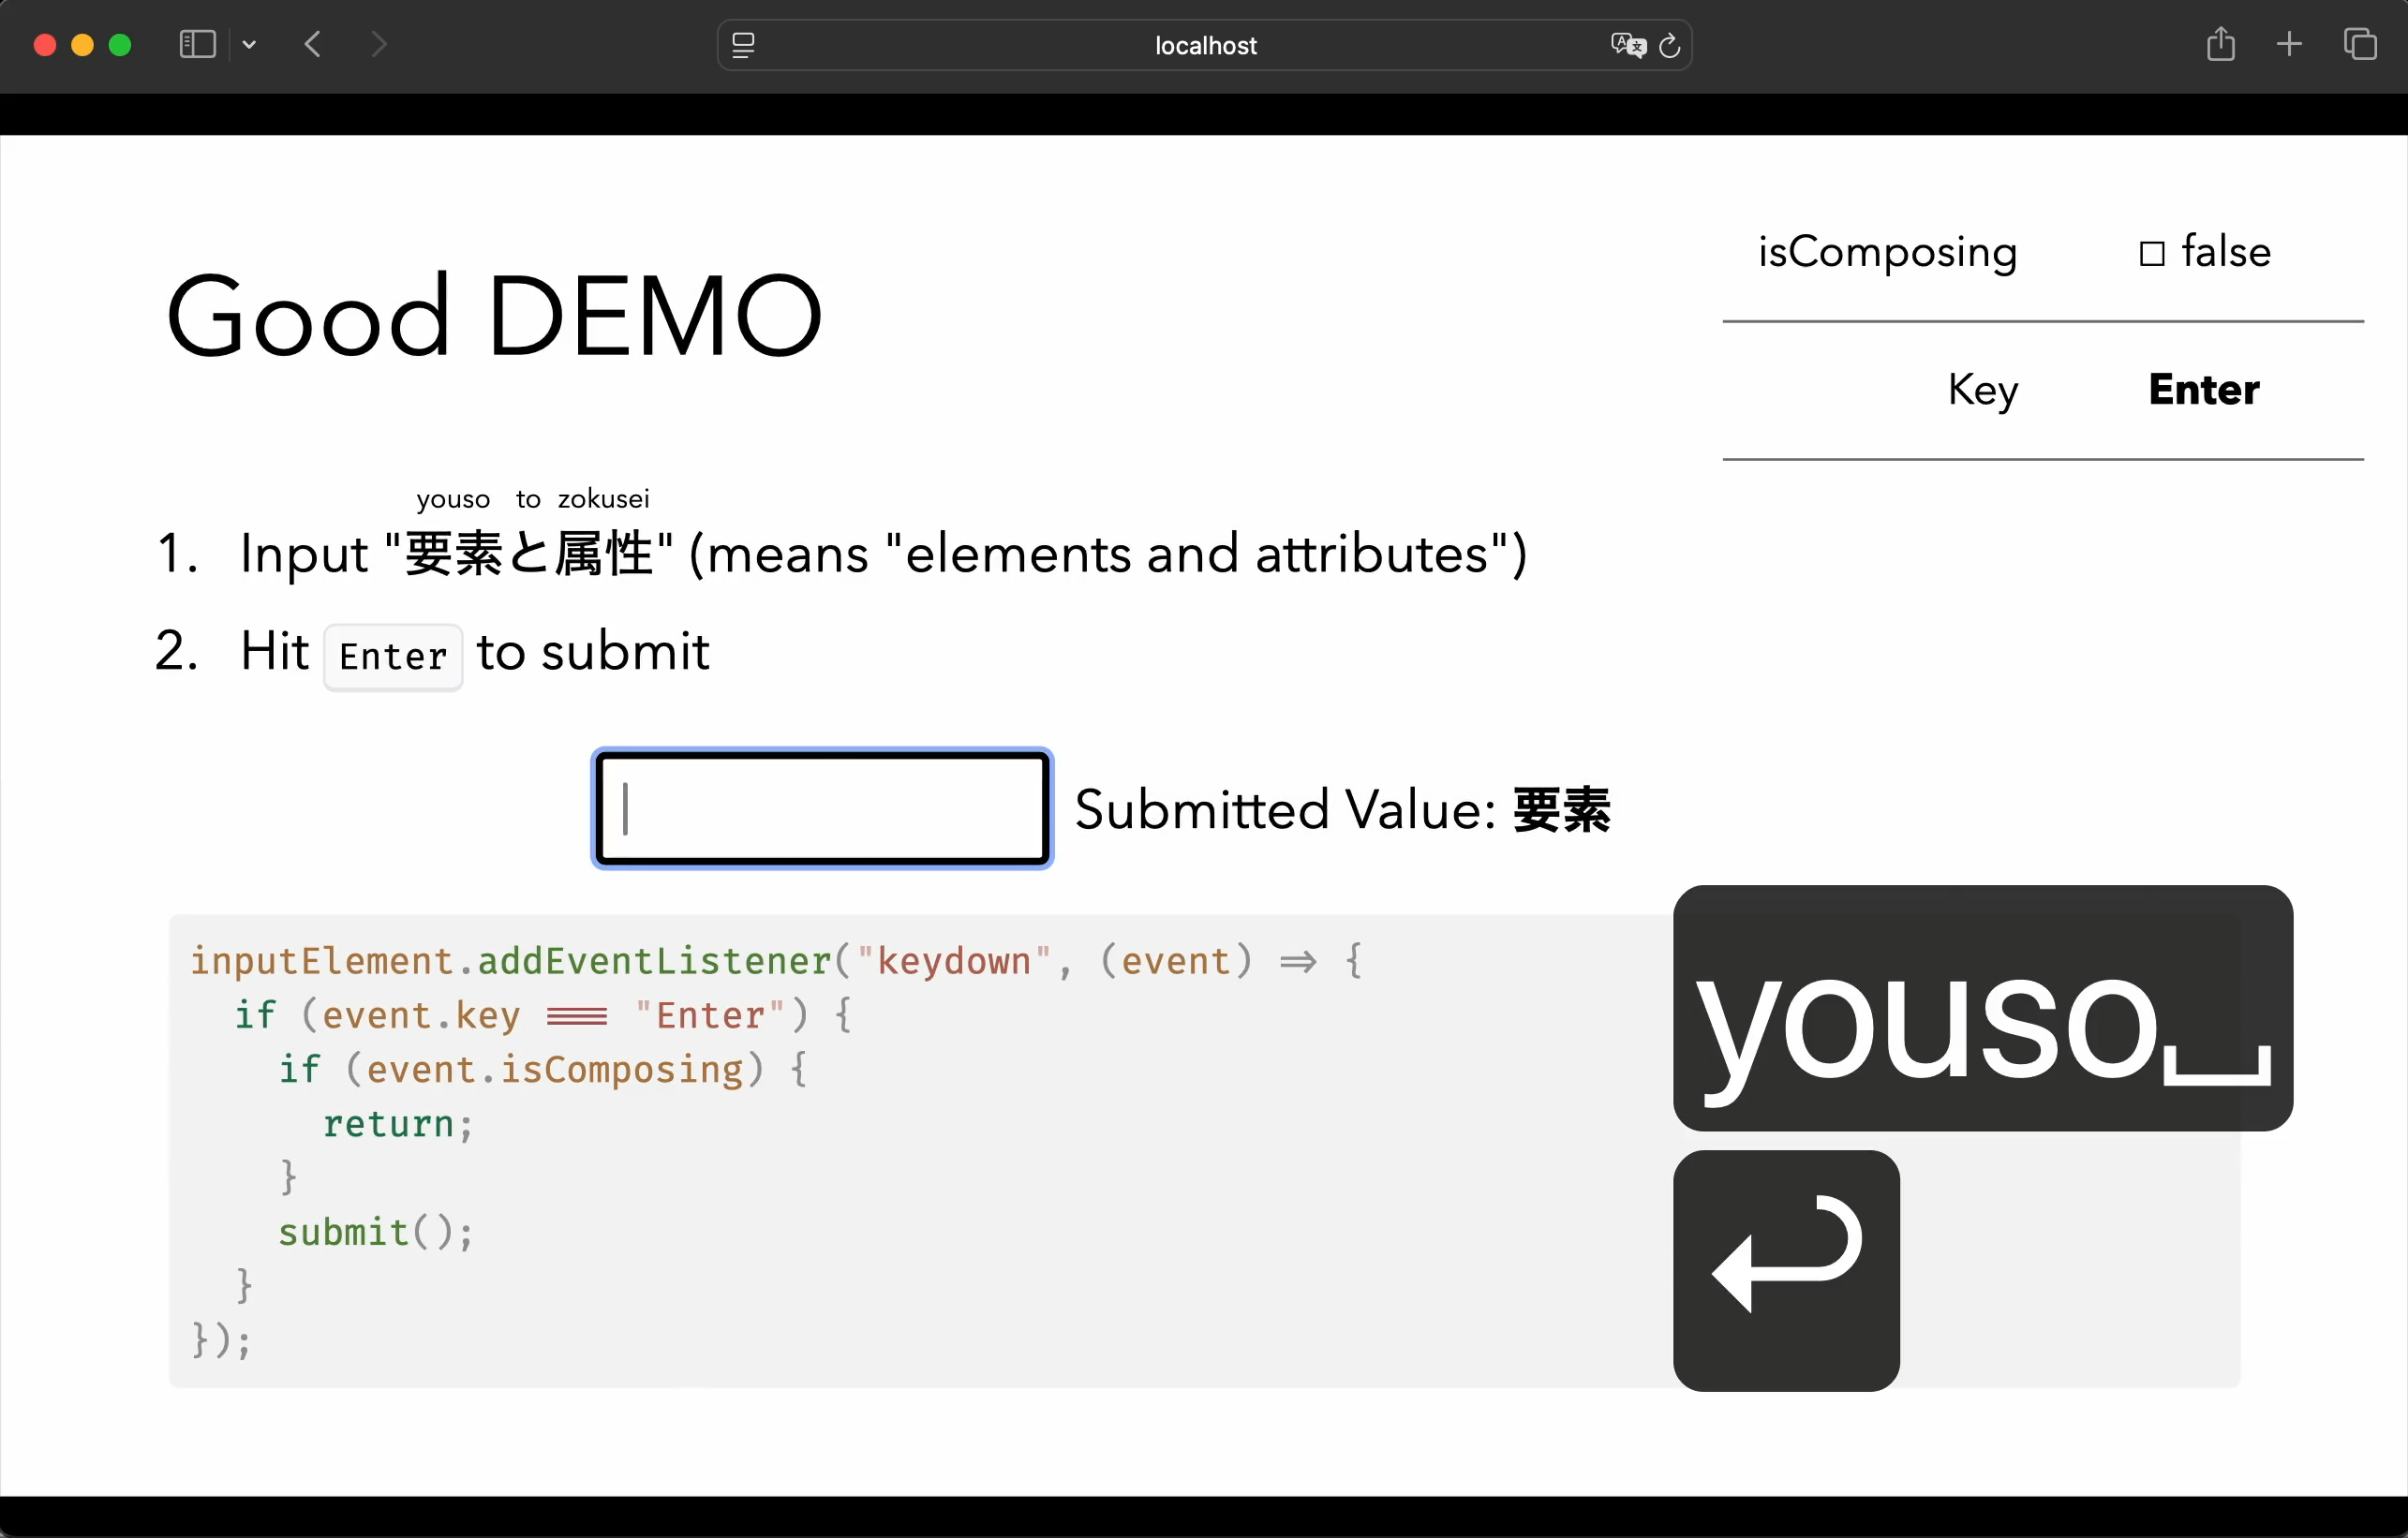 localhost
isComposing □ false
Good DEMO
Key Enter
youso to zokusei
1. Input "要素と属性" (means "elements and attributes")
2. Hit Enter to submit
Submitted Value: 要素
inputElement.addEventListener("keydown", (event) => {
if (event.key === "Enter") {
if (event.isComposing) {
return;
}
submit();
}
});
youso␣